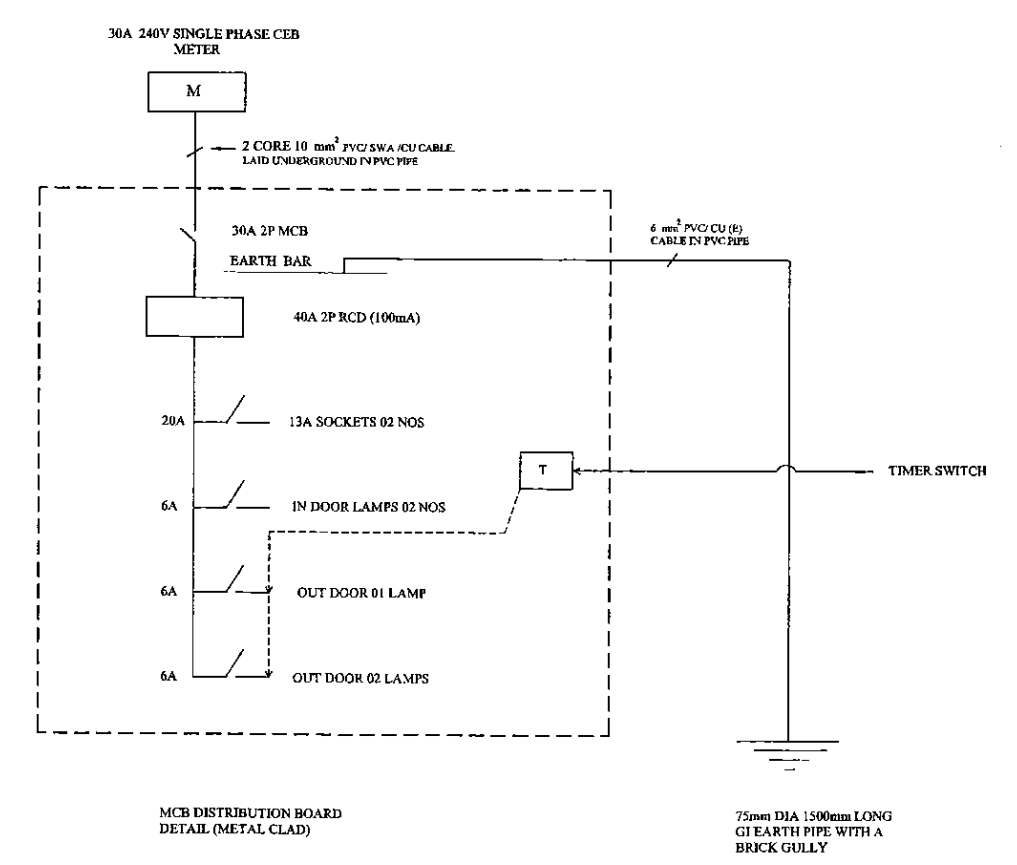 30A 240V SINGLE PHASE CEB
METER
M
2 CORE 10 mm² PVC/ SWA /CU CABLE.
LAID UNDERGROUND IN PVC PIPE
30A 2P MCB
6 mm² PVC/ CU (E)
CABLE IN PVC PIPE
EARTH BAR
40A 2P RCD (100mA)
20A
13A SOCKETS 02 NOS
T
TIMER SWITCH
6A
IN DOOR LAMPS 02 NOS
6A
OUT DOOR 01 LAMP
6A
OUT DOOR 02 LAMPS
MCB DISTRIBUTION BOARD
DETAIL (METAL CLAD)
75mm DIA 1500mm LONG
GI EARTH PIPE WITH A
BRICK GULLY